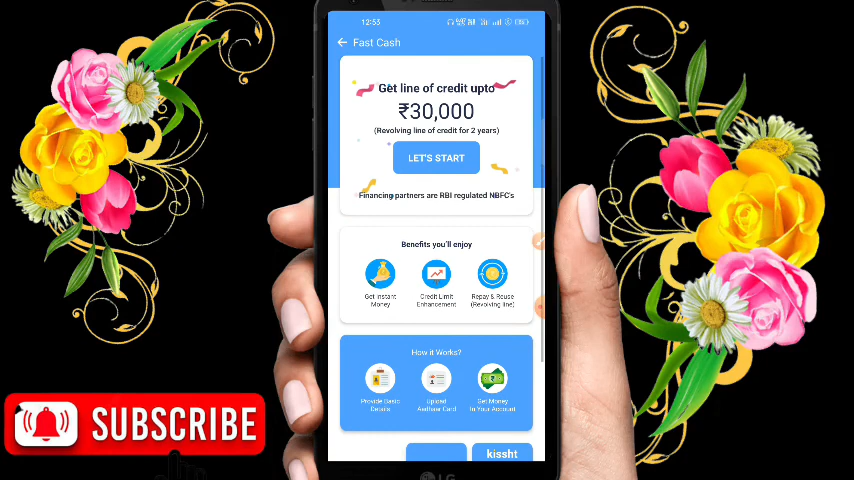 12:55
Fast Cash
Get line of credit upto
₹30,000
(Revolving line of credit for 2 years)
LET'S START
Financing partners are RBI regulated NBFC's
Benefits you'll enjoy
Get Instant Money
Credit Limit Enhancement
Repay & Reuse (Revolving line)
How it Works?
Provide Basic Details
Upload Aadhaar Card
Get Money In Your Account
kissht
SUBSCRIBE
LG